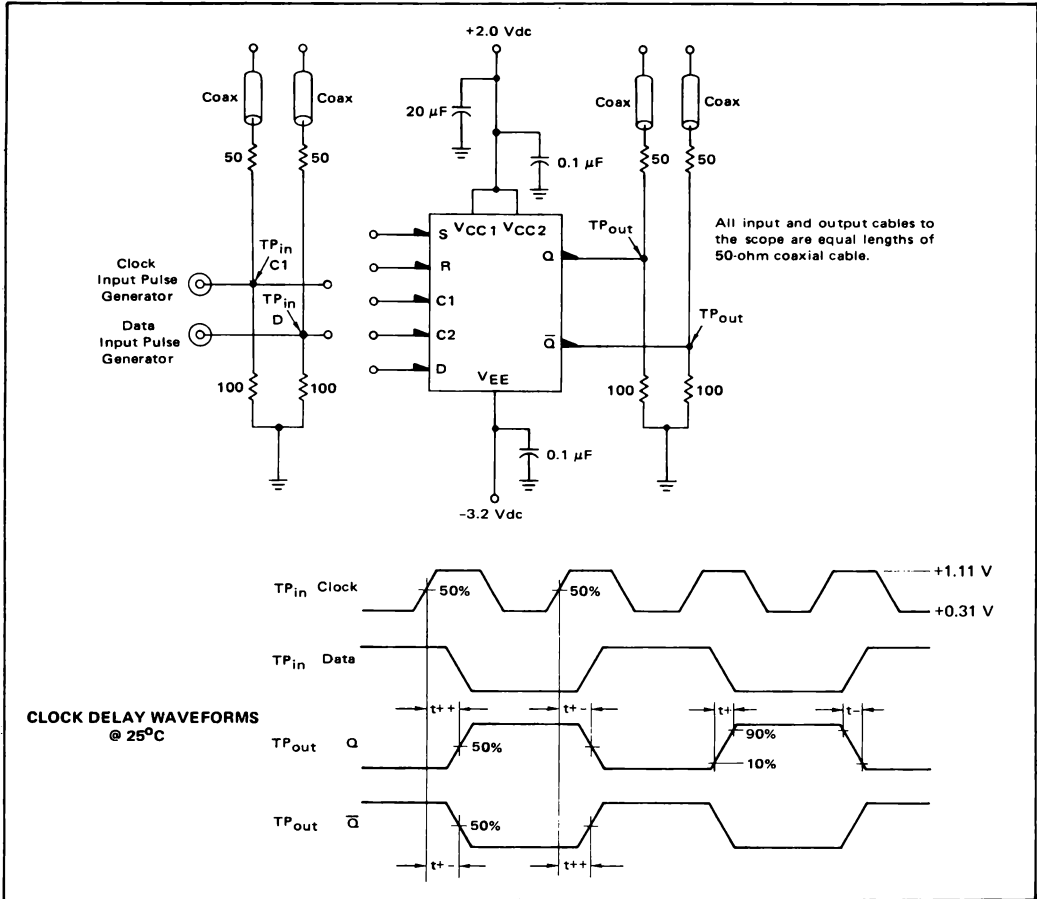 +2.0 Vdc
Coax
Coax
Coax
Coax
20 µF
50
50
0.1 µF
50
50
VCC1 VCC2
S
R
C1
C2
D
VEE
Q
Q̅
TPout
TPout
All input and output cables to
the scope are equal lengths of
50-ohm coaxial cable.
Clock
Input Pulse
Generator
TPin
C1
Data
Input Pulse
Generator
TPin
D
100
100
100
100
0.1 µF
-3.2 Vdc
TPin Clock
50%
50%
+1.11 V
+0.31 V
TPin Data
CLOCK DELAY WAVEFORMS
@ 25°C
t++
t+-
t+
t-
TPout Q
50%
90%
10%
TPout Q̅
50%
t+-
t++